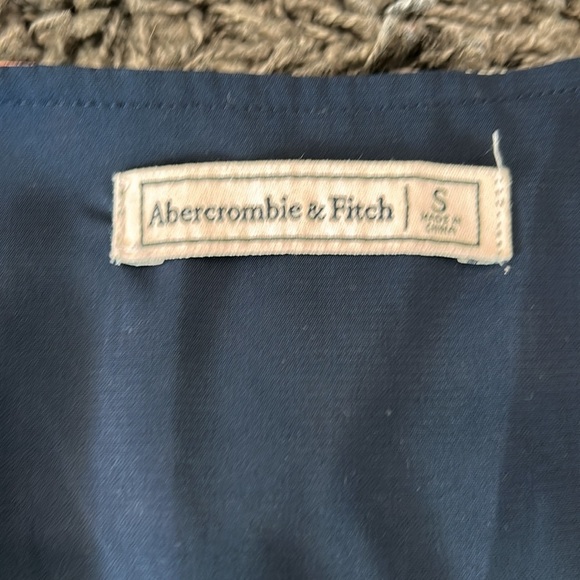 Abercrombie & Fitch
S
MADE IN
CHINA